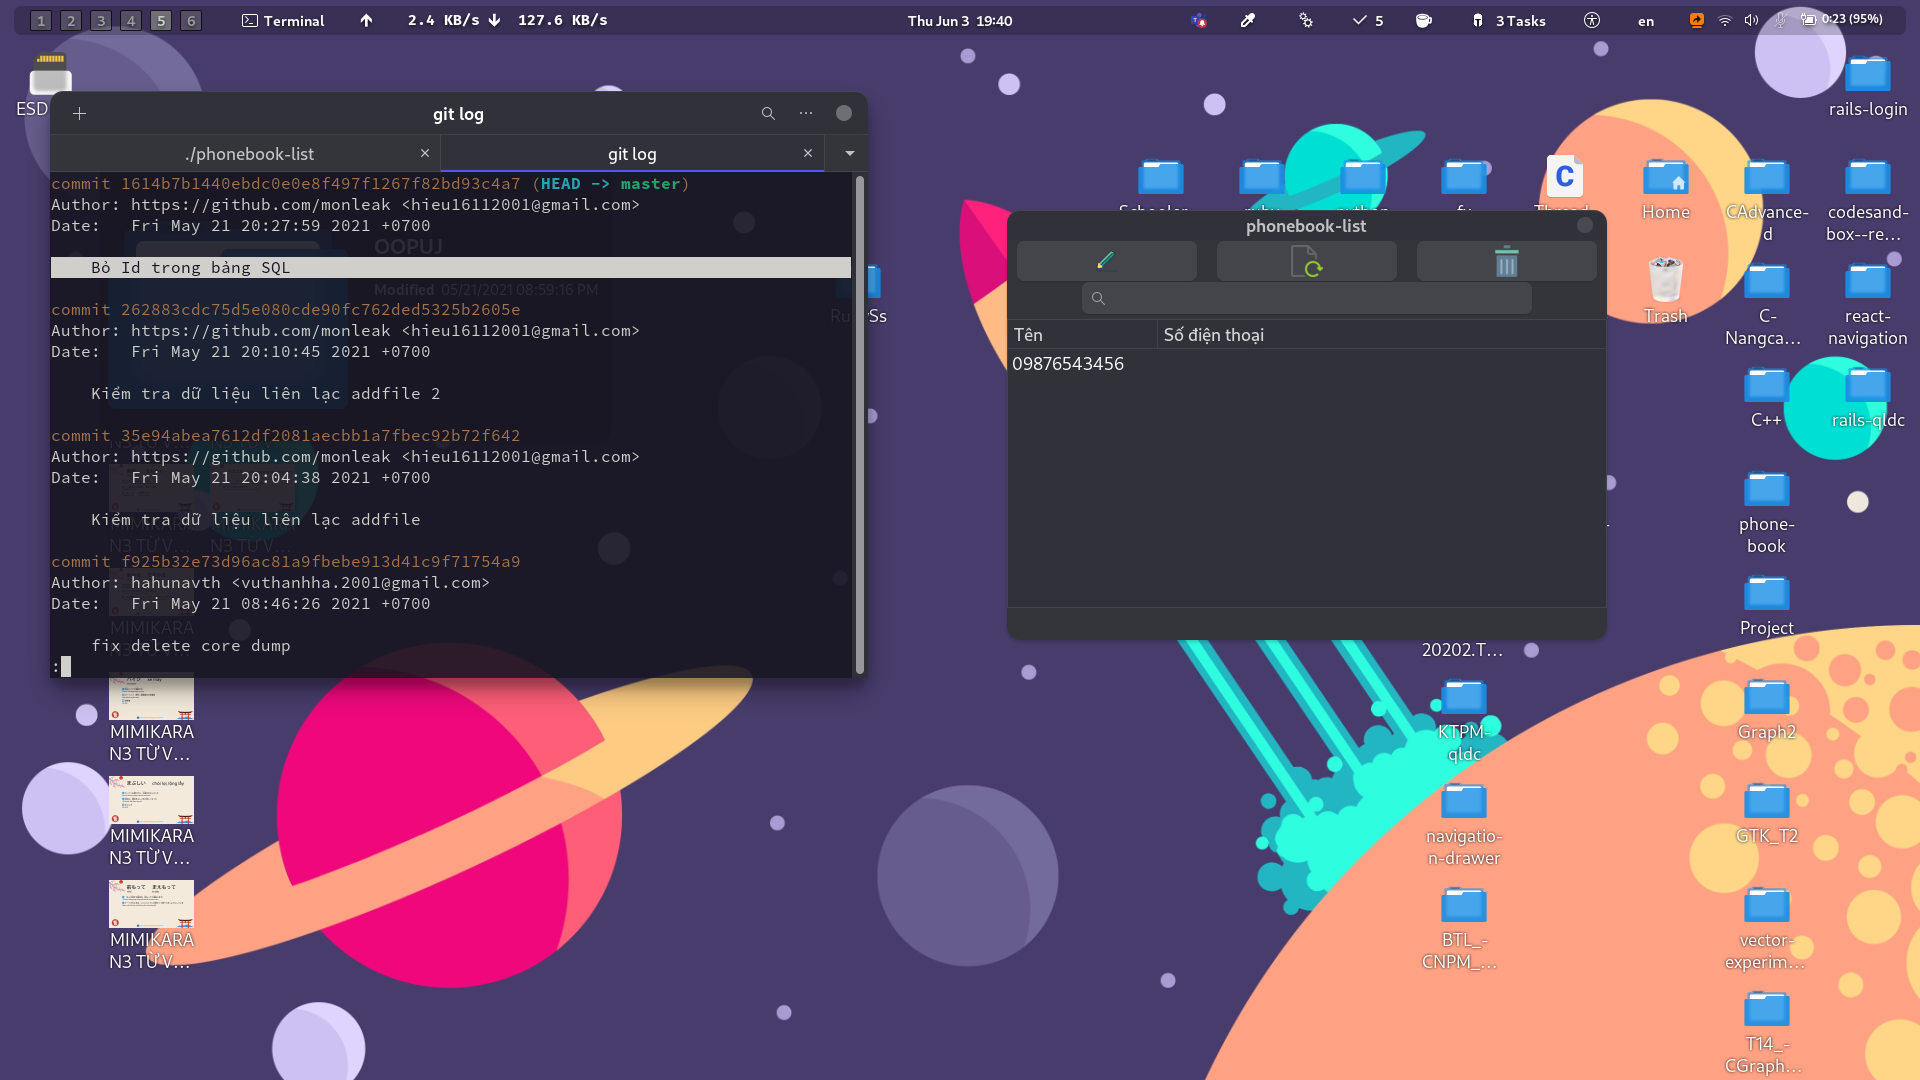 1 2 3 4 5 6 Terminal 2.4 KB/s 127.6 KB/s Thu Jun 3 19:40 5 3 Tasks en 0:23 (95%)
ESD
git log
./phonebook-list
git log
commit 1614b7b1440ebdc0e0e8f497f1267f82bd93c4a7 (HEAD -> master)
Author: https://github.com/monleak <hieu16112001@gmail.com>
Date: Fri May 21 20:27:59 2021 +0700
OOPUJ
Bỏ Id trong bảng SQL
Modified 05/21/2021 08:59:16 PM
commit 262883cdc75d5e080cde90fc762ded5325b2605e
Author: https://github.com/monleak <hieu16112001@gmail.com>
Date: Fri May 21 20:10:45 2021 +0700
Kiểm tra dữ liệu liên lạc addfile 2
commit 35e94abea7612df2081aecbb1a7fbec92b72f642
Author: https://github.com/monleak <hieu16112001@gmail.com>
Date: Fri May 21 20:04:38 2021 +0700
Kiểm tra dữ liệu liên lạc addfile
commit f925b32e73d96ac81a9fbebe913d41c9f71754a9
Author: hahunavth <vuthanhha.2001@gmail.com>
Date: Fri May 21 08:46:26 2021 +0700
fix delete core dump
:
MIMIKARA
N3 TỪ V...
MIMIKARA
N3 TỪ V...
MIMIKARA
N3 TỪ V...
phonebook-list
Tên
Số điện thoại
09876543456
20202.T...
KTPM-
qldc
navigatio-
n-drawer
BTL_-
CNPM_...
Home
Trash
CAdvance-
d
C-
Nangca...
C++
phone-
book
Project
Graph2
GTK_T2
vector-
experim...
T14_-
CGraph...
rails-login
codesand-
box--re...
react-
navigation
rails-qldc